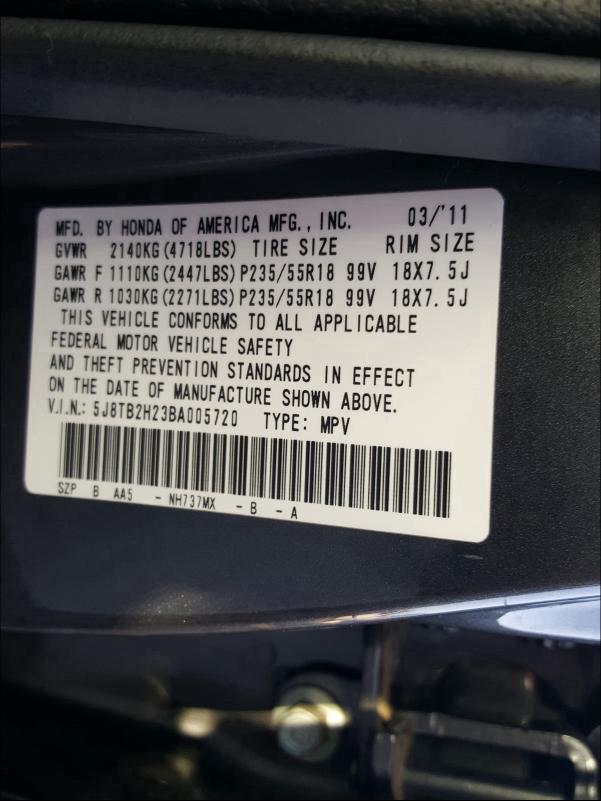 MFD. BY HONDA OF AMERICA MFG., INC. 03/'11
GVWR 2140KG(4718LBS) TIRE SIZE RIM SIZE
GAWR F 1110KG(2447LBS)P235/55R18 99V 18X7.5J
GAWR R 1030KG(2271LBS)P235/55R18 99V 18X7.5J
THIS VEHICLE CONFORMS TO ALL APPLICABLE
FEDERAL MOTOR VEHICLE SAFETY
AND THEFT PREVENTION STANDARDS IN EFFECT
ON THE DATE OF MANUFACTURE SHOWN ABOVE.
V.I.N.: 5J8TB2H23BA005720 TYPE: MPV
SZP B AA5 - NH737MX - B - A